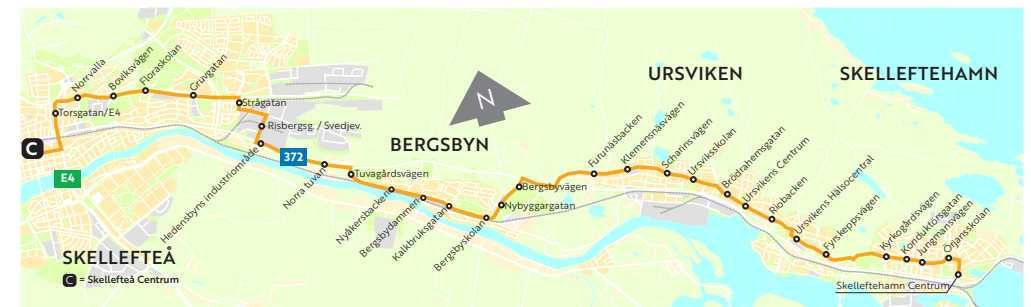 Norrvalla
Boviksvägen
Floraskolan
Gruvgatan
Torsgatan/E4
Strågatan
Risbergsg. / Svedjev.
C
E4
Hedensbyns industriområde
372
Norra tuvan
Tuvagårdsvägen
BERGSBYN
N
Nyåkersbacken
Bergsbydammen
Kalkbruksgatan
Bergsbyskolan
Nybyggargatan
Bergsbyvägen
URSVIKEN
Furunäsbacken
Klemensnäsvägen
Scharinsvägen
Ursviksskolan
Brödrahemsgatan
Ursvikens Centrum
Riobacken
Ursvikens Hälsocentral
Fyrskeppsvägen
SKELLEFTEHAMN
Kyrkogårdsvägen
Konduktörsgatan
Jungmansvägen
Örjansskolan
Skelleftehamn Centrum
SKELLEFTEÅ
C = Skellefteå Centrum